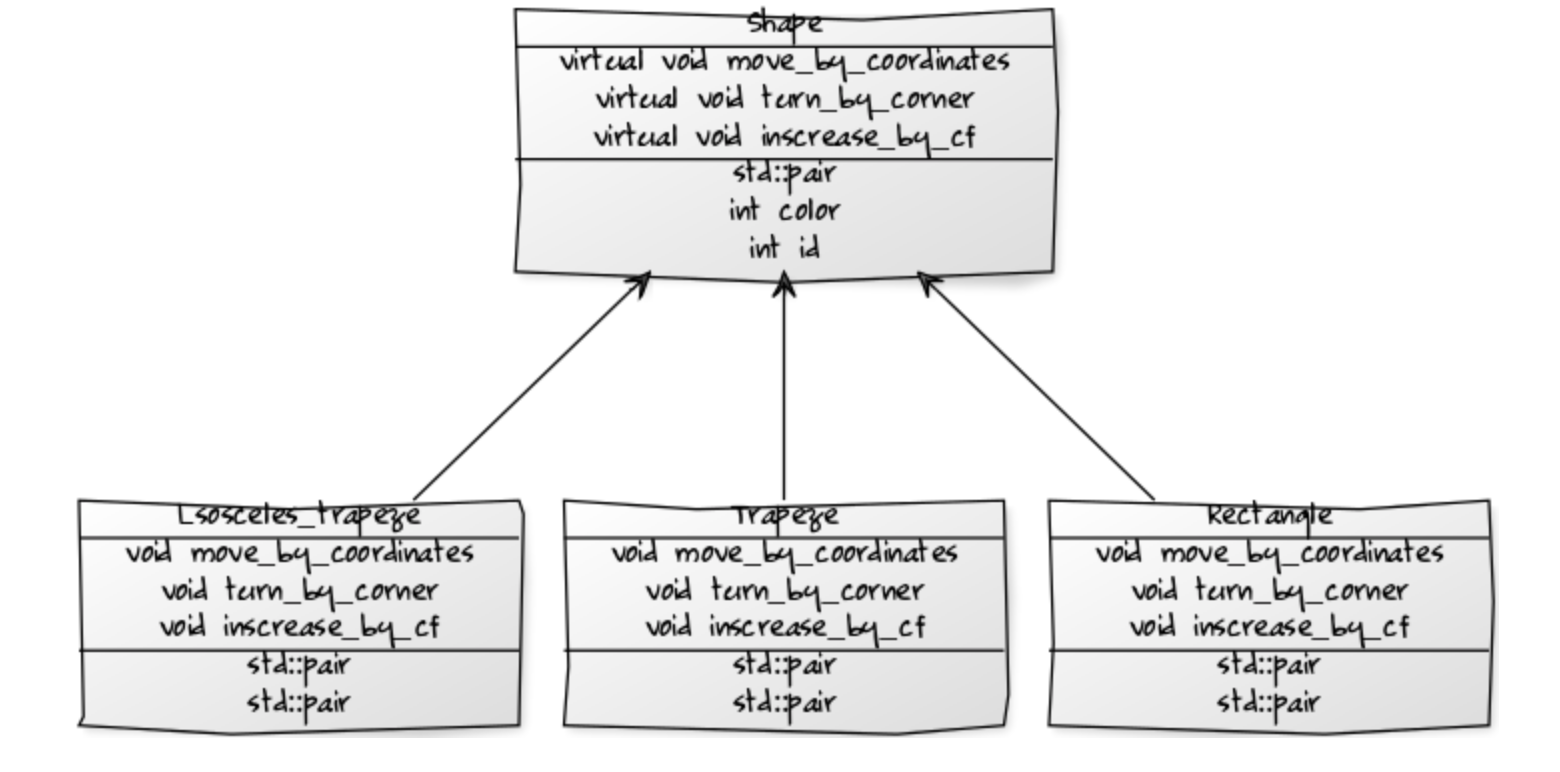 Shape
virtual void move_by_coordinates
virtual void turn_by_corner
virtual void inscrease_by_cf
std::pair
int color
int id
Lsosceles_trapeze
void move_by_coordinates
void turn_by_corner
void inscrease_by_cf
std::pair
std::pair
Trapeze
void move_by_coordinates
void turn_by_corner
void inscrease_by_cf
std::pair
std::pair
Rectangle
void move_by_coordinates
void turn_by_corner
void inscrease_by_cf
std::pair
std::pair